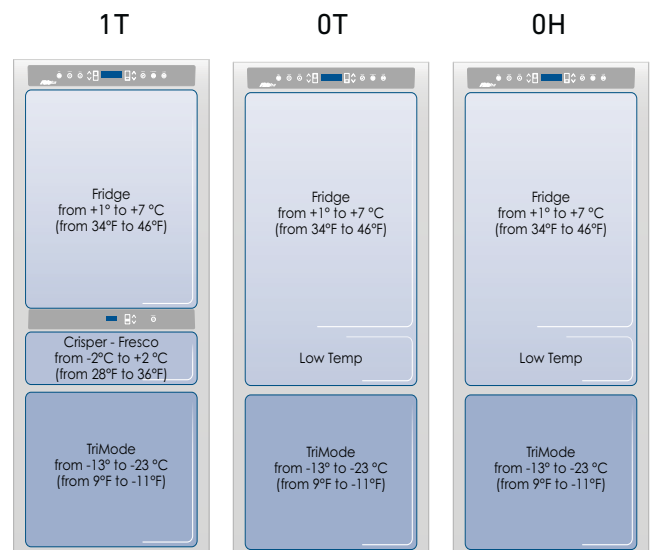 1T
0T
0H
Fridge
from +1° to +7 °C
(from 34°F to 46°F)
Crisper - Fresco
from -2°C to +2 °C
(from 28°F to 36°F)
TriMode
from -13° to -23 °C
(from 9°F to -11°F)
Fridge
from +1° to +7 °C
(from 34°F to 46°F)
Low Temp
TriMode
from -13° to -23 °C
(from 9°F to -11°F)
Fridge
from +1° to +7 °C
(from 34°F to 46°F)
Low Temp
TriMode
from -13° to -23 °C
(from 9°F to -11°F)